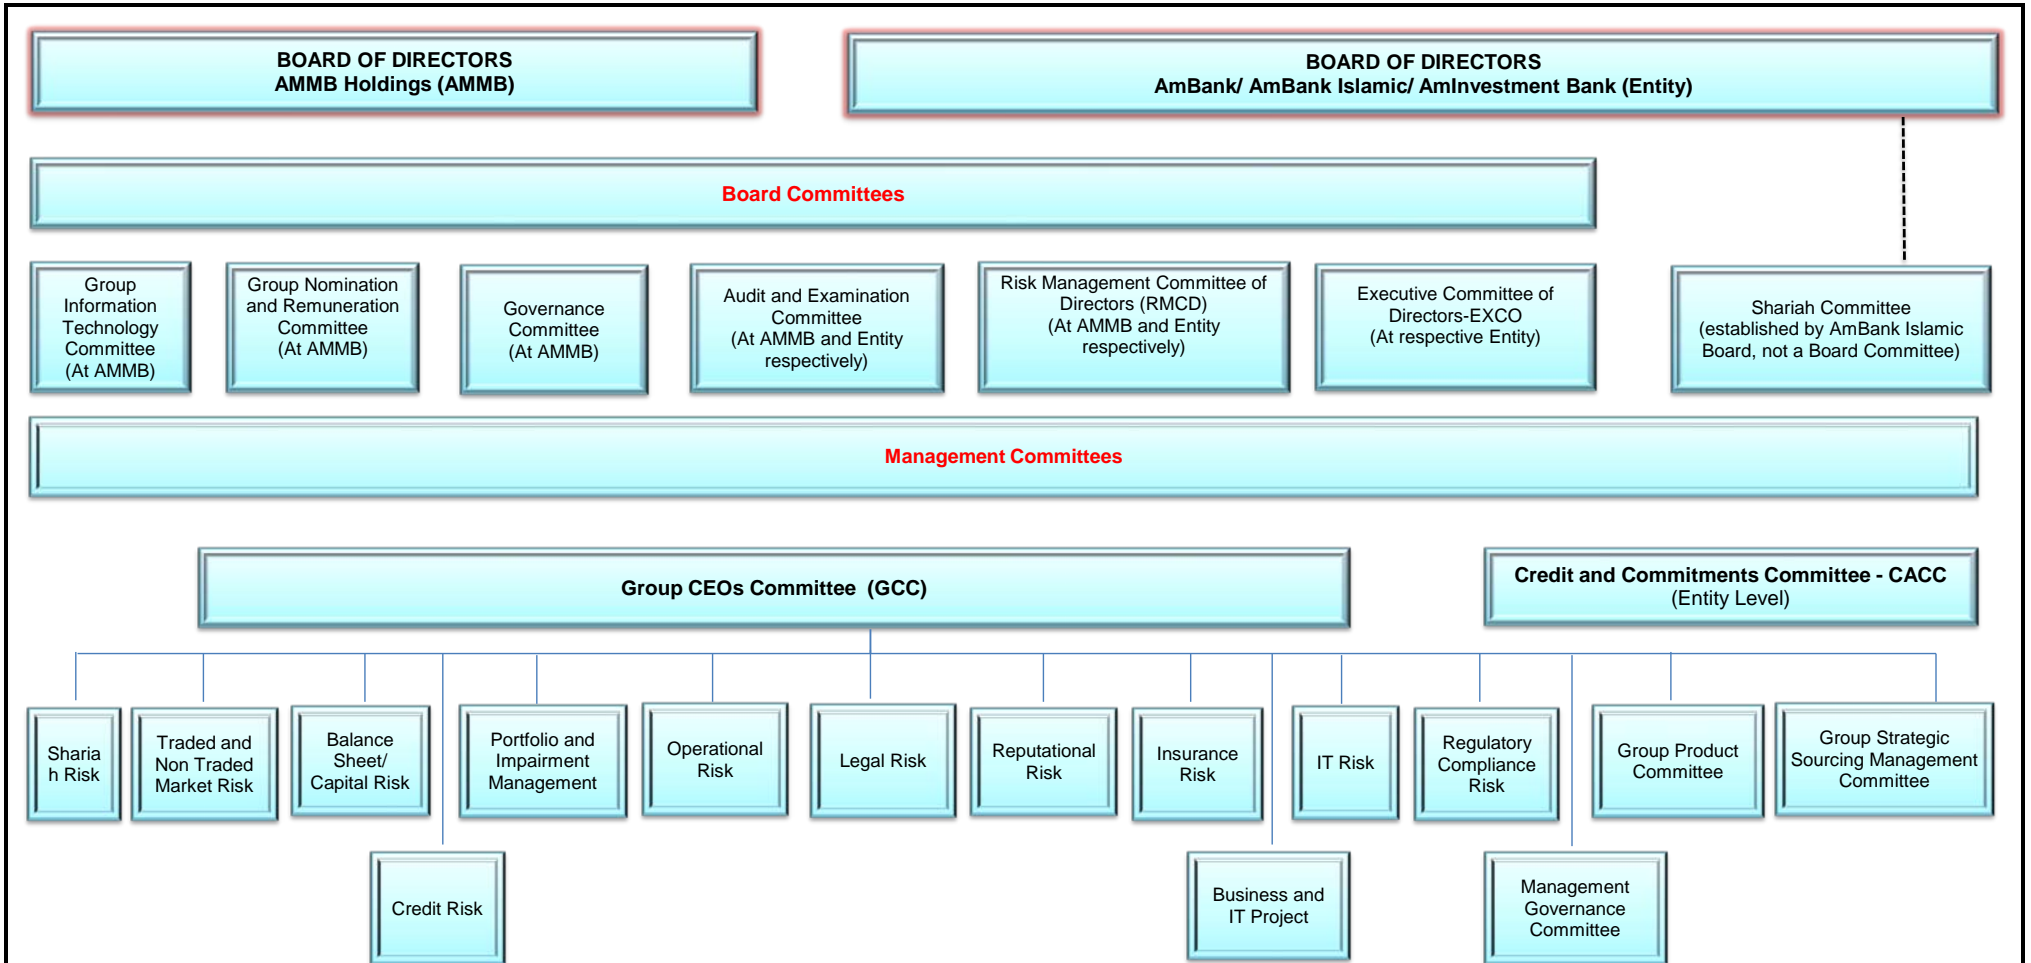 BOARD OF DIRECTORS
AMMB Holdings (AMMB)
BOARD OF DIRECTORS
AmBank/ AmBank Islamic/ AmInvestment Bank (Entity)
Board Committees
Group
Information
Technology
Committee
(At AMMB)
Group Nomination
and Remuneration
Committee
(At AMMB)
Governance
Committee
(At AMMB)
Audit and Examination
Committee
(At AMMB and Entity
respectively)
Risk Management Committee of
Directors (RMCD)
(At AMMB and Entity
respectively)
Executive Committee of
Directors-EXCO
(At respective Entity)
Shariah Committee
(established by AmBank Islamic
Board, not a Board Committee)
Management Committees
Group CEOs Committee (GCC)
Credit and Commitments Committee - CACC
(Entity Level)
Sharia
h Risk
Traded and
Non Traded
Market Risk
Balance
Sheet/
Capital Risk
Portfolio and
Impairment
Management
Operational
Risk
Legal Risk
Reputational
Risk
Insurance
Risk
IT Risk
Regulatory
Compliance
Risk
Group Product
Committee
Group Strategic
Sourcing Management
Committee
Credit Risk
Business and
IT Project
Management
Governance
Committee